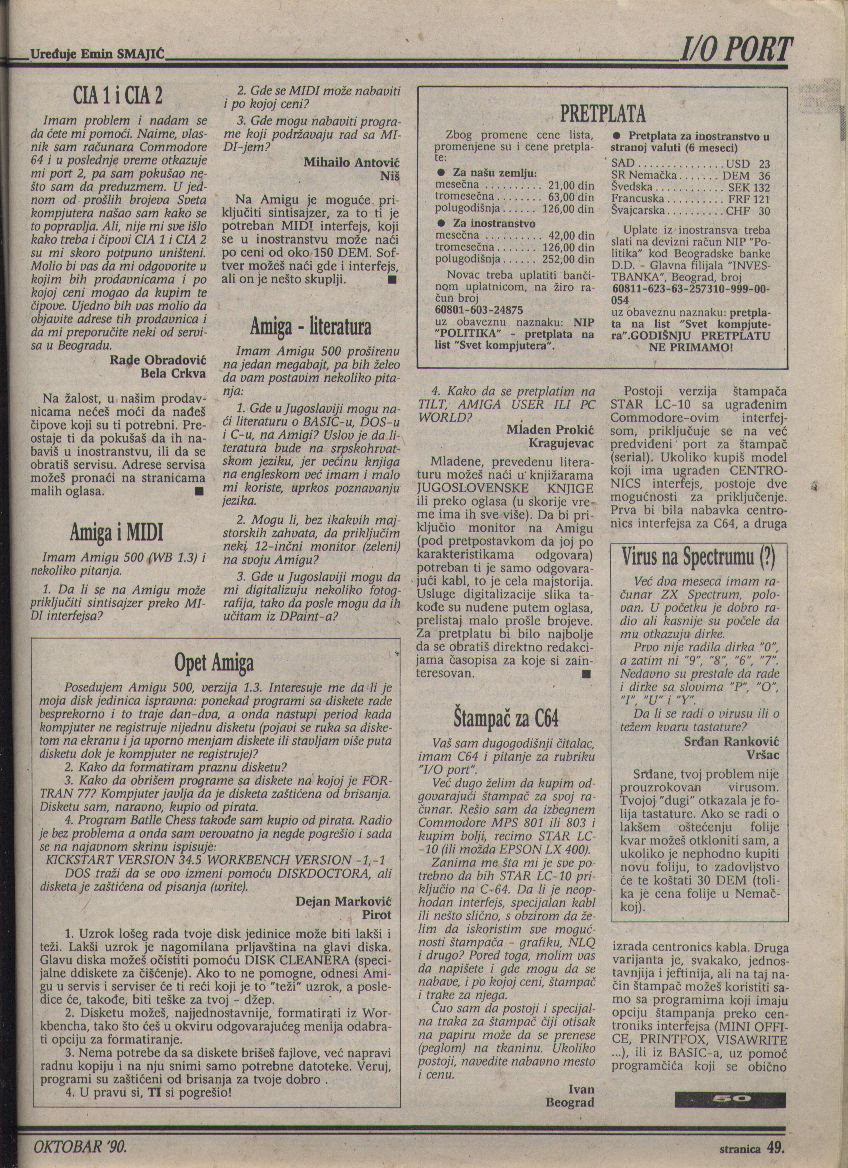 Uređuje Emin SMAJIĆ
I/O PORT
CIA 1 i CIA 2
Imam problem i nadam se
da ćete mi pomoći. Naime, vlas-
nik sam računara Commodore
64 i u poslednje vreme otkazuje
mi port 2, pa sam pokušao ne-
što sam da preduzmem. U jed-
nom od prošlih brojeva Sveta
kompjutera našao sam kako se
to popravlja. Ali, nije mi sve išlo
kako treba i čipovi CIA 1 i CIA 2
su mi skoro potpuno uništeni.
Molio bi vas da mi odgovorite u
kojim bih prodavnicama i po
kojoj ceni mogao da kupim te
čipove. Ujedno bih vas molio da
objavite adrese tih prodavnica i
da mi preporučite neki od servi-
sa u Beogradu.
Rade Obradović
Bela Crkva
Na žalost, u našim prodav-
nicama nećeš moći da nađeš
čipove koji su ti potrebni. Pre-
ostaje ti da pokušaš da ih na-
baviš u inostranstvu, ili da se
obratiš servisu. Adrese servisa
možeš pronaći na stranicama
malih oglasa.
Amiga i MIDI
Imam Amigu 500 (WB 1.3) i
nekoliko pitanja.
1. Da li se na Amigu može
priključiti sintisajzer preko MI-
DI interfejsa?
2. Gde se MIDI može nabaviti
i po kojoj ceni?
3. Gde mogu nabaviti progra-
me koji podržavaju rad sa MI-
DI-jem?
Mihailo Antović
Niš
Na Amigu je moguće pri-
ključiti sintisajzer, za to ti je
potreban MIDI interfejs, koji
se u inostranstvu može naći
po ceni od oko 150 DEM. Sof-
tver možeš naći gde i interfejs,
ali on je nešto skuplji.
Amiga - literatura
Imam Amigu 500 proširenu
na jedan megabajt, pa bih želeo
da vam postavim nekoliko pita-
nja:
1. Gde u Jugoslaviji mogu na-
ći literaturu o BASIC-u, DOS-u
i C-u, na Amigi? Uslov je da li-
teratura bude na srpskohrvat-
skom jeziku, jer većinu knjiga
na engleskom već imam i malo
mi koriste, uprkos poznavanju
jezika.
2. Mogu li, bez ikakvih maj-
storskih zahvata, da priključim
neki 12-inčni monitor (zeleni)
na svoju Amigu?
3. Gde u Jugoslaviji mogu da
mi digitalizuju nekoliko fotog-
rafija, tako da posle mogu da ih
učitam iz DPaint-a?
PRETPLATA
Zbog promene cene lista,
promenjene su i cene pretpla-
te:
● Za našu zemlju:
mesečna .......... 21,00 din
tromesečna ........ 63,00 din
polugodišnja ...... 126,00 din
● Za inostranstvo
mesečna .......... 42,00 din
tromesečna ........ 126,00 din
polugodišnja ...... 252,00 din
Novac treba uplatiti banči-
nom uplatnicom, na žiro ra-
čun broj
60801-603-24875
uz obaveznu naznaku: NIP
"POLITIKA" - pretplata na
list "Svet kompjutera".
● Pretplata za inostranstvo u
stranoj valuti (6 meseci)
SAD ............... USD 23
SR Nemačka ....... DEM 36
Švedska ........... SEK 132
Francuska ......... FRF 121
Švajcarska ......... CHF 30
Uplate iz inostransva treba
slati na devizni račun NIP "Po-
litika" kod Beogradske banke
D.D. - Glavna filijala "INVES-
TBANKA", Beograd, broj
60811-623-63-257310-999-00-
054
uz obaveznu naznaku: pretpla-
ta na list "Svet kompjute-
ra".GODIŠNJU PRETPLATU
NE PRIMAMO!
4. Kako da se pretplatim na
TILT, AMIGA USER ILI PC
WORLD?
Mladen Prokić
Kragujevac
Mladene, prevedenu litera-
turu možeš naći u knjižarama
JUGOSLOVENSKE KNJIGE
ili preko oglasa (u skorije vre-
me ima ih sve više). Da bi pri-
ključio monitor na Amigu
(pod pretpostavkom da joj po
karakteristikama odgovara)
potreban ti je samo odgovara-
jući kabl, to je cela majstorija.
Usluge digitalizacije slika ta-
kođe su nuđene putem oglasa,
prelistaj malo prošle brojeve.
Za pretplatu bi bilo najbolje
da se obratiš direktno redakci-
jama časopisa za koje si zain-
teresovan.
Štampač za C64
Vaš sam dugogodišnji čitalac,
imam C64 i pitanje za rubriku
"I/O port".
Već dugo želim da kupim od-
govarajući štampač za svoj ra-
čunar. Rešio sam da izbegnem
Commodore MPS 801 ili 803 i
kupim bolji, recimo STAR LC-
-10 (ili možda EPSON LX 400).
Zanima me šta mi je sve po-
trebno da bih STAR LC-10 pri-
ključio na C-64. Da li je neop-
hodan interfejs, specijalan kabl
ili nešto slično, s obzirom da že-
lim da iskoristim sve moguć-
nosti štampača - grafiku, NLQ
i drugo? Pored toga, molim vas
da napišete i gde mogu da se
nabave, i po kojoj ceni, štampač
i trake za njega.
Čuo sam da postoji i specijal-
na traka za štampač čiji otisak
na papiru može da se prenese
(peglom) na tkaninu. Ukoliko
postoji, navedite nabavno mesto
i cenu.
Ivan
Beograd
Postoji verzija štampača
STAR LC-10 sa ugrađenim
Commodore-ovim interfej-
som, priključuje se na već
predviđeni port za štampač
(serial). Ukoliko kupiš model
koji ima ugrađen CENTRO-
NICS interfejs, postoje dve
mogućnosti za priključenje.
Prva bi bila nabavka centro-
nics interfejsa za C64, a druga
izrada centronics kabla. Druga
varijanta je, svakako, jednos-
tavnijia i jeftinija, ali na taj na-
čin štampač možeš koristiti sa-
mo sa programima koji imaju
opciju štampanja preko cen-
troniks interfejsa (MINI OFFI-
CE, PRINTFOX, VISAWRITE
...), ili iz BASIC-a, uz pomoć
programčića koji se obično
50
Virus na Spectrumu (?)
Već dva meseca imam ra-
čunar ZX Spectrum, polo-
van. U početku je dobro ra-
dio ali kasnije su počele da
mu otkazuju dirke.
Prvo nije radila dirka "0",
a zatim ni "9", "8", "6", "7".
Nedavno su prestale da rade
i dirke sa slovima "P", "O",
"I", "U" i "Y".
Da li se radi o virusu ili o
težem kvaru tastature?
Srđan Ranković
Vršac
Srđane, tvoj problem nije
prouzrokovan virusom.
Tvojoj "dugi" otkazala je fo-
lija tastature. Ako se radi o
lakšem oštećenju folije
kvar možeš otkloniti sam, a
ukoliko je nephodno kupiti
novu foliju, to zadovljstvo
će te koštati 30 DEM (toli-
ka je cena folije u Nemač-
koj).
Opet Amiga
Posedujem Amigu 500, verzija 1.3. Interesuje me da li je
moja disk jedinica ispravna: ponekad programi sa diskete rade
besprekorno i to traje dan-dva, a onda nastupi period kada
kompjuter ne registruje nijednu disketu (pojavi se ruka sa diske-
tom na ekranu i ja uporno menjam diskete ili stavljam više puta
disketu dok je kompjuter ne registruje)?
2. Kako da formatiram praznu disketu?
3. Kako da obrišem programe sa diskete na kojoj je FOR-
TRAN 77? Kompjuter javlja da je disketa zaštićena od brisanja.
Disketu sam, naravno, kupio od pirata.
4. Program Batlle Chess takođe sam kupio od pirata. Radio
je bez problema a onda sam verovatno ja negde pogrešio i sada
se na najavnom skrinu ispisuje:
KICKSTART VERSION 34.5 WORKBENCH VERSION -1,-1
DOS traži da se ovo izmeni pomoću DISKDOCTORA, ali
disketa je zaštićena od pisanja (write).
Dejan Marković
Pirot
1. Uzrok lošeg rada tvoje disk jedinice može biti lakši i
teži. Lakši uzrok je nagomilana prljavština na glavi diska.
Glavu diska možeš očistiti pomoću DISK CLEANERA (speci-
jalne ddiskete za čišćenje). Ako to ne pomogne, odnesi Ami-
gu u servis i serviser će ti reći koji je to "teži" uzrok, a posle-
dice će, takođe, biti teške za tvoj - džep.
2. Disketu možeš, najjednostavnije, formatirati iz Wor-
kbencha, tako što ćeš u okviru odgovarajućeg menija odabra-
ti opciju za formatiranje.
3. Nema potrebe da sa diskete brišeš fajlove, već napravi
radnu kopiju i na nju snimi samo potrebne datoteke. Veruj,
programi su zaštićeni od brisanja za tvoje dobro .
4. U pravu si, TI si pogrešio!
OKTOBAR '90.
stranica 49.